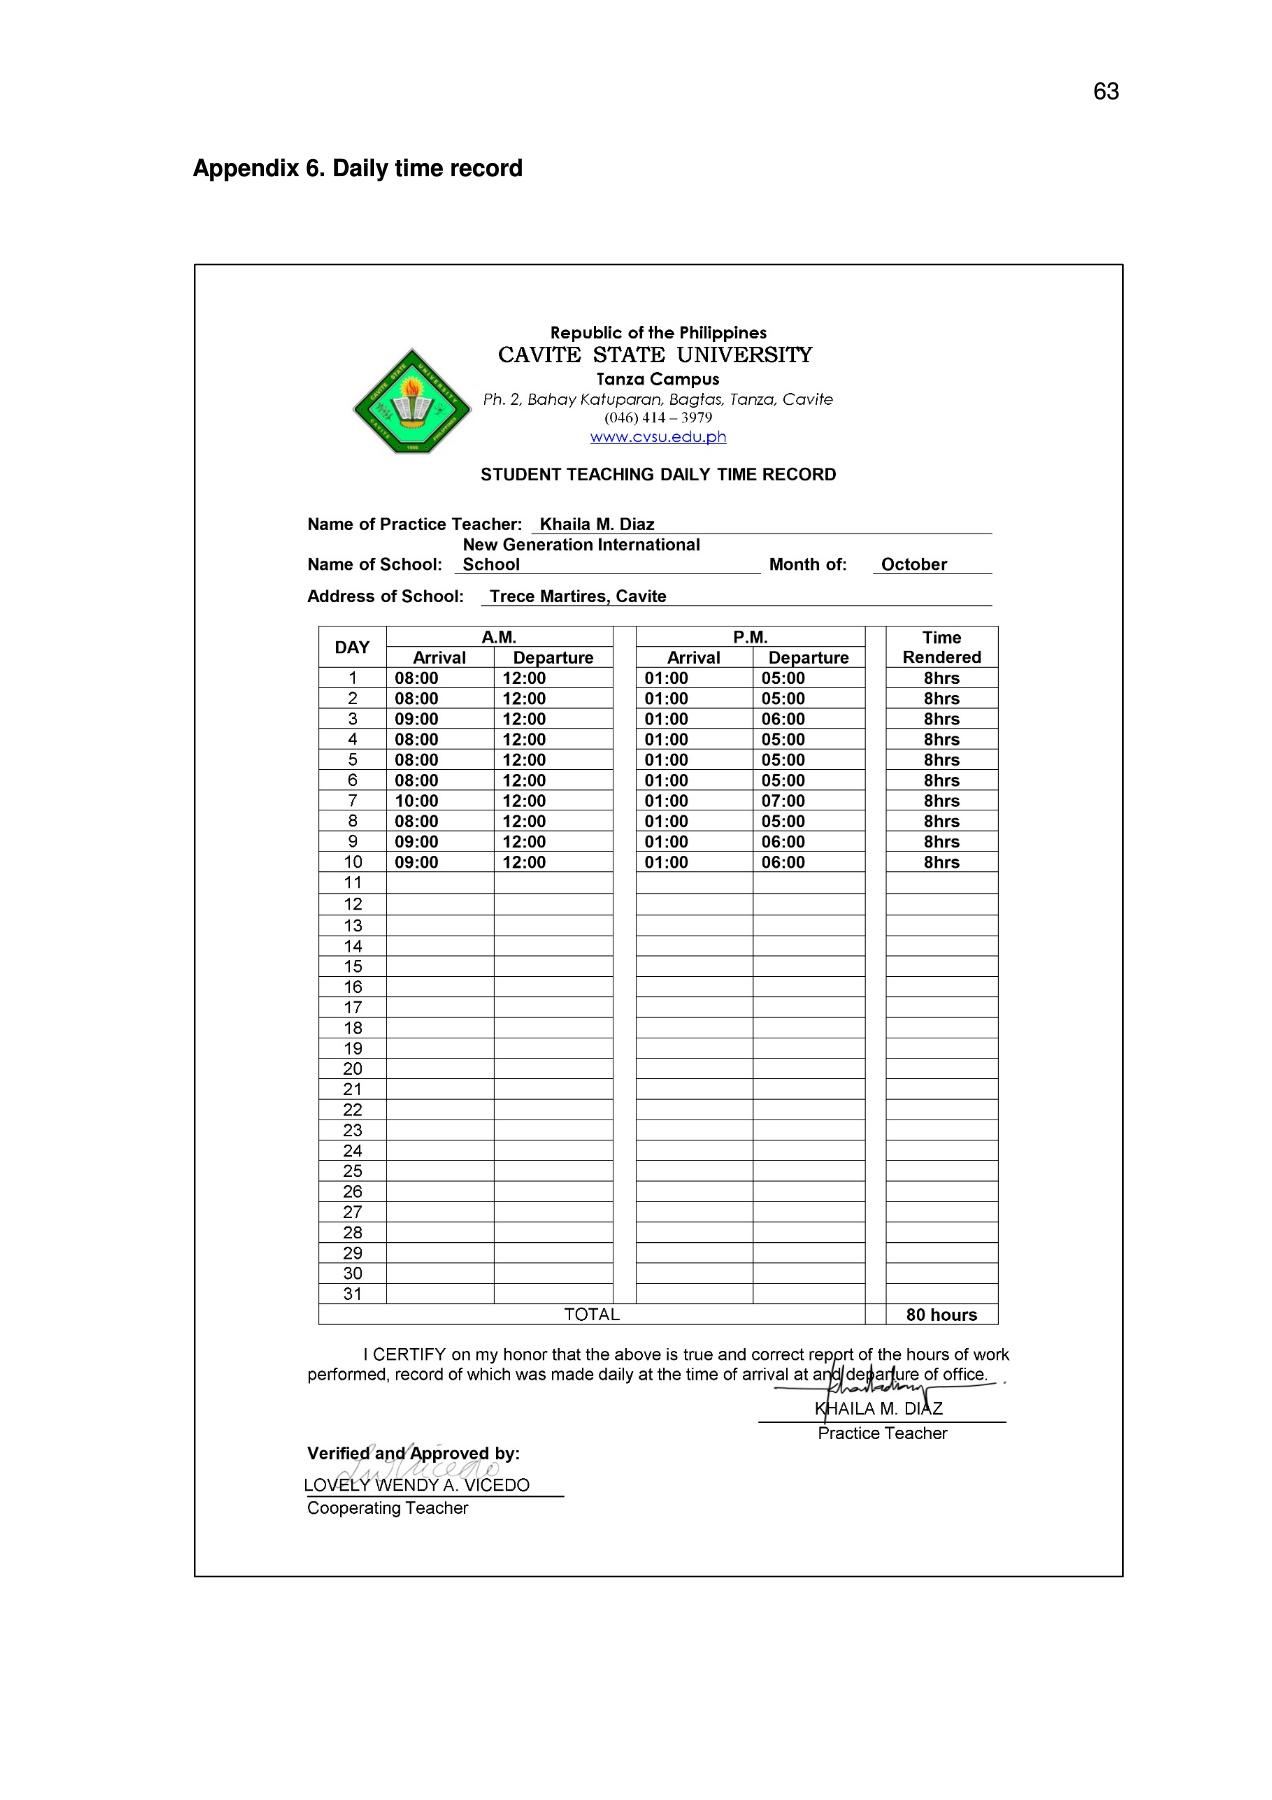 63
Appendix 6. Daily time record
Republic of the Philippines
CAVITE STATE UNIVERSITY
Tanza Campus
Ph. 2, Bahay Katuparan, Bagtas, Tanza, Cavite
(046) 414 – 3979
www.cvsu.edu.ph
CAVITE STATE UNIVERSITY
CAVITE PHILIPPINES
1906
STUDENT TEACHING DAILY TIME RECORD
Name of Practice Teacher: Khaila M. Diaz
New Generation International
Name of School: School Month of: October
Address of School: Trece Martires, Cavite
DAY A.M. P.M. Time Rendered
Arrival Departure Arrival Departure
1 08:00 12:00 01:00 05:00 8hrs
2 08:00 12:00 01:00 05:00 8hrs
3 09:00 12:00 01:00 06:00 8hrs
4 08:00 12:00 01:00 05:00 8hrs
5 08:00 12:00 01:00 05:00 8hrs
6 08:00 12:00 01:00 05:00 8hrs
7 10:00 12:00 01:00 07:00 8hrs
8 08:00 12:00 01:00 05:00 8hrs
9 09:00 12:00 01:00 06:00 8hrs
10 09:00 12:00 01:00 06:00 8hrs
11
12
13
14
15
16
17
18
19
20
21
22
23
24
25
26
27
28
29
30
31
TOTAL 80 hours
I CERTIFY on my honor that the above is true and correct report of the hours of work
performed, record of which was made daily at the time of arrival at and departure of office.
KHAILA M. DIAZ
Practice Teacher
Verified and Approved by:
LOVELY WENDY A. VICEDO
Cooperating Teacher